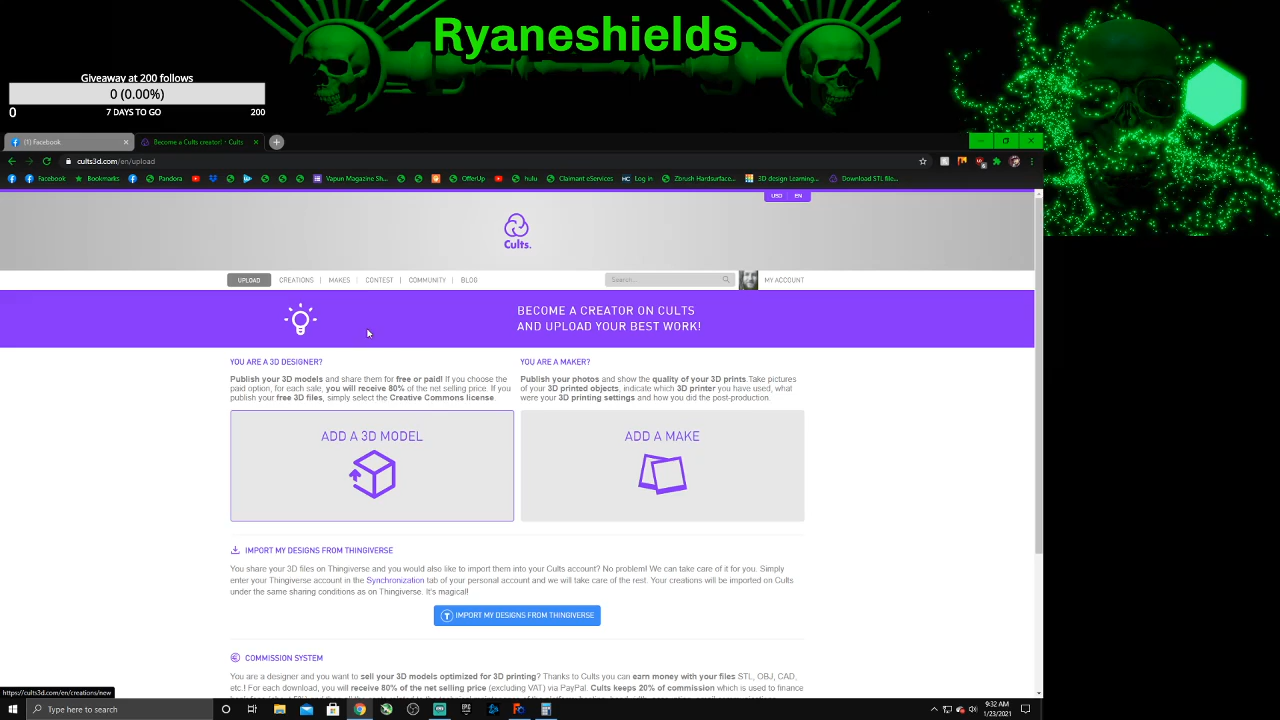 Ryaneshields
Giveaway at 200 follows
0 (0.00%)
0 7 DAYS TO GO 200
(1) Facebook
Become a Cults creator! · Cults
cults3d.com/en/upload
Facebook Bookmarks Pandora Vapun Magazine Sh... OfferUp hulu Claimant eServices Log in Zbrush Hardsurface... 3D design Learning... Download STL file...
USD EN
Cults.
UPLOAD CREATIONS | MAKES | CONTEST | COMMUNITY | BLOG Search... MY ACCOUNT
BECOME A CREATOR ON CULTS
AND UPLOAD YOUR BEST WORK!
YOU ARE A 3D DESIGNER?
Publish your 3D models and share them for free or paid! If you choose the
paid option, for each sale, you will receive 80% of the net selling price. If you
publish your free 3D files, simply select the Creative Commons license.
ADD A 3D MODEL
YOU ARE A MAKER?
Publish your photos and show the quality of your 3D prints.Take pictures
of your 3D printed objects, indicate which 3D printer you have used, what
were your 3D printing settings and how you did the post-production.
ADD A MAKE
IMPORT MY DESIGNS FROM THINGIVERSE
You share your 3D files on Thingiverse and you would also like to import them into your Cults account? No problem! We can take care of it for you. Simply
enter your Thingiverse account in the Synchronization tab of your personal account and we will take care of the rest. Your creations will be imported on Cults
under the same sharing conditions as on Thingiverse. It's magical!
IMPORT MY DESIGNS FROM THINGIVERSE
COMMISSION SYSTEM
You are a designer and you want to sell your 3D models optimized for 3D printing? Thanks to Cults you can earn money with your files STL, OBJ, CAD,
etc.! For each download, you will receive 80% of the net selling price (excluding VAT) via PayPal. Cults keeps 20% of commission which is used to finance
https://cults3d.com/en/creations/new
Type here to search
9:32 AM
1/23/2021